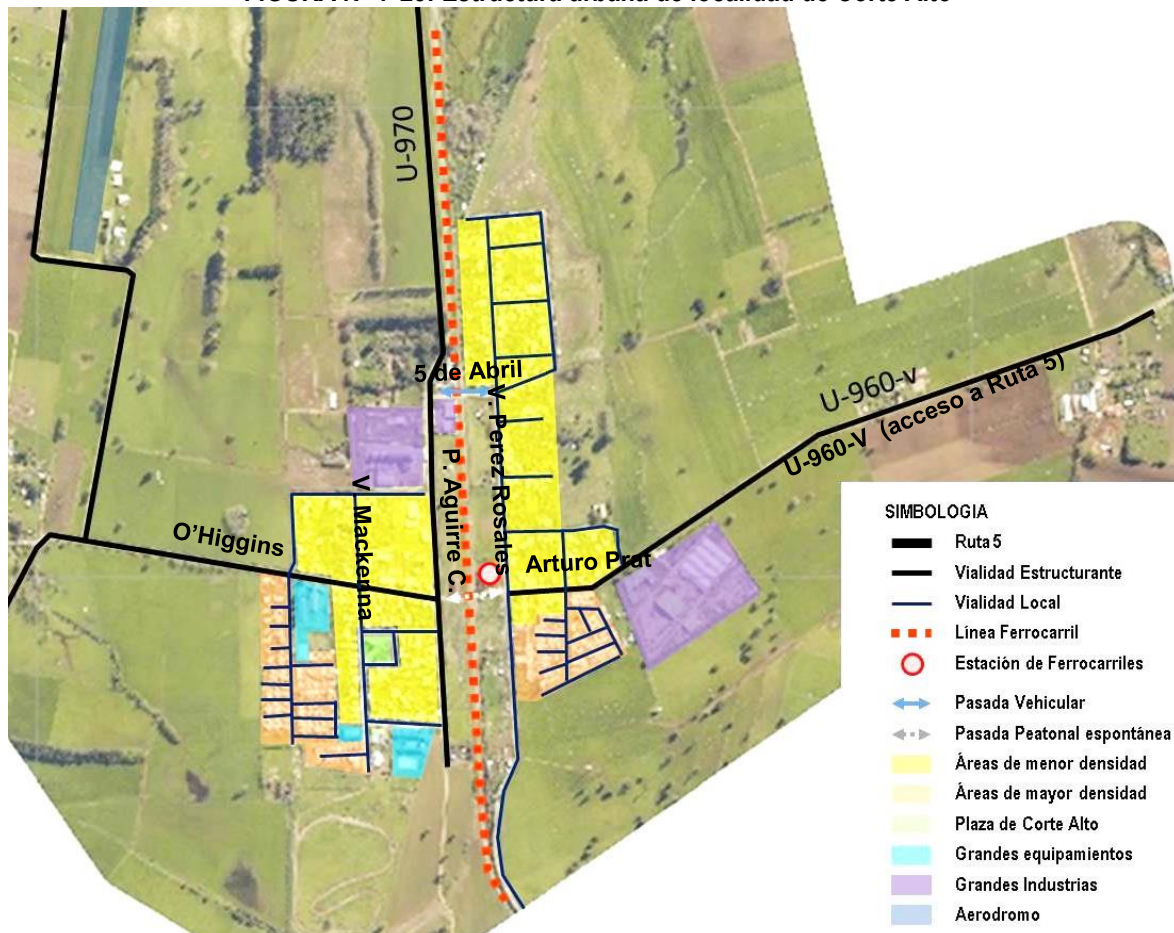 U-970
5 de Abril
V. Perez Rosales
P. Aguirre C.
V. Mackenna
O’Higgins
Arturo Prat
U-960-v
U-960-V (acceso a Ruta 5)
SIMBOLOGIA
Ruta 5
Vialidad Estructurante
Vialidad Local
Línea Ferrocarril
Estación de Ferrocarriles
Pasada Vehicular
Pasada Peatonal espontánea
Áreas de menor densidad
Áreas de mayor densidad
Plaza de Corte Alto
Grandes equipamientos
Grandes Industrias
Aerodromo